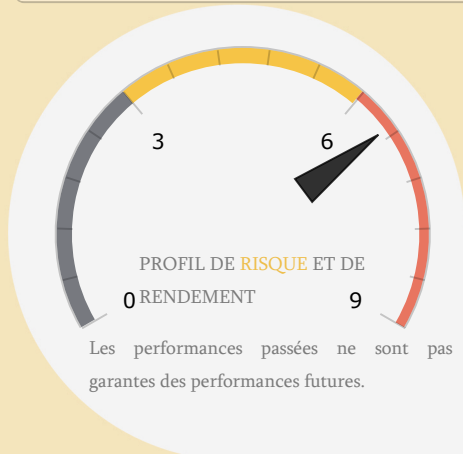 3
6
PROFIL DE RISQUE ET DE
0 RENDEMENT 9
Les performances passées ne sont pas
garantes des performances futures.